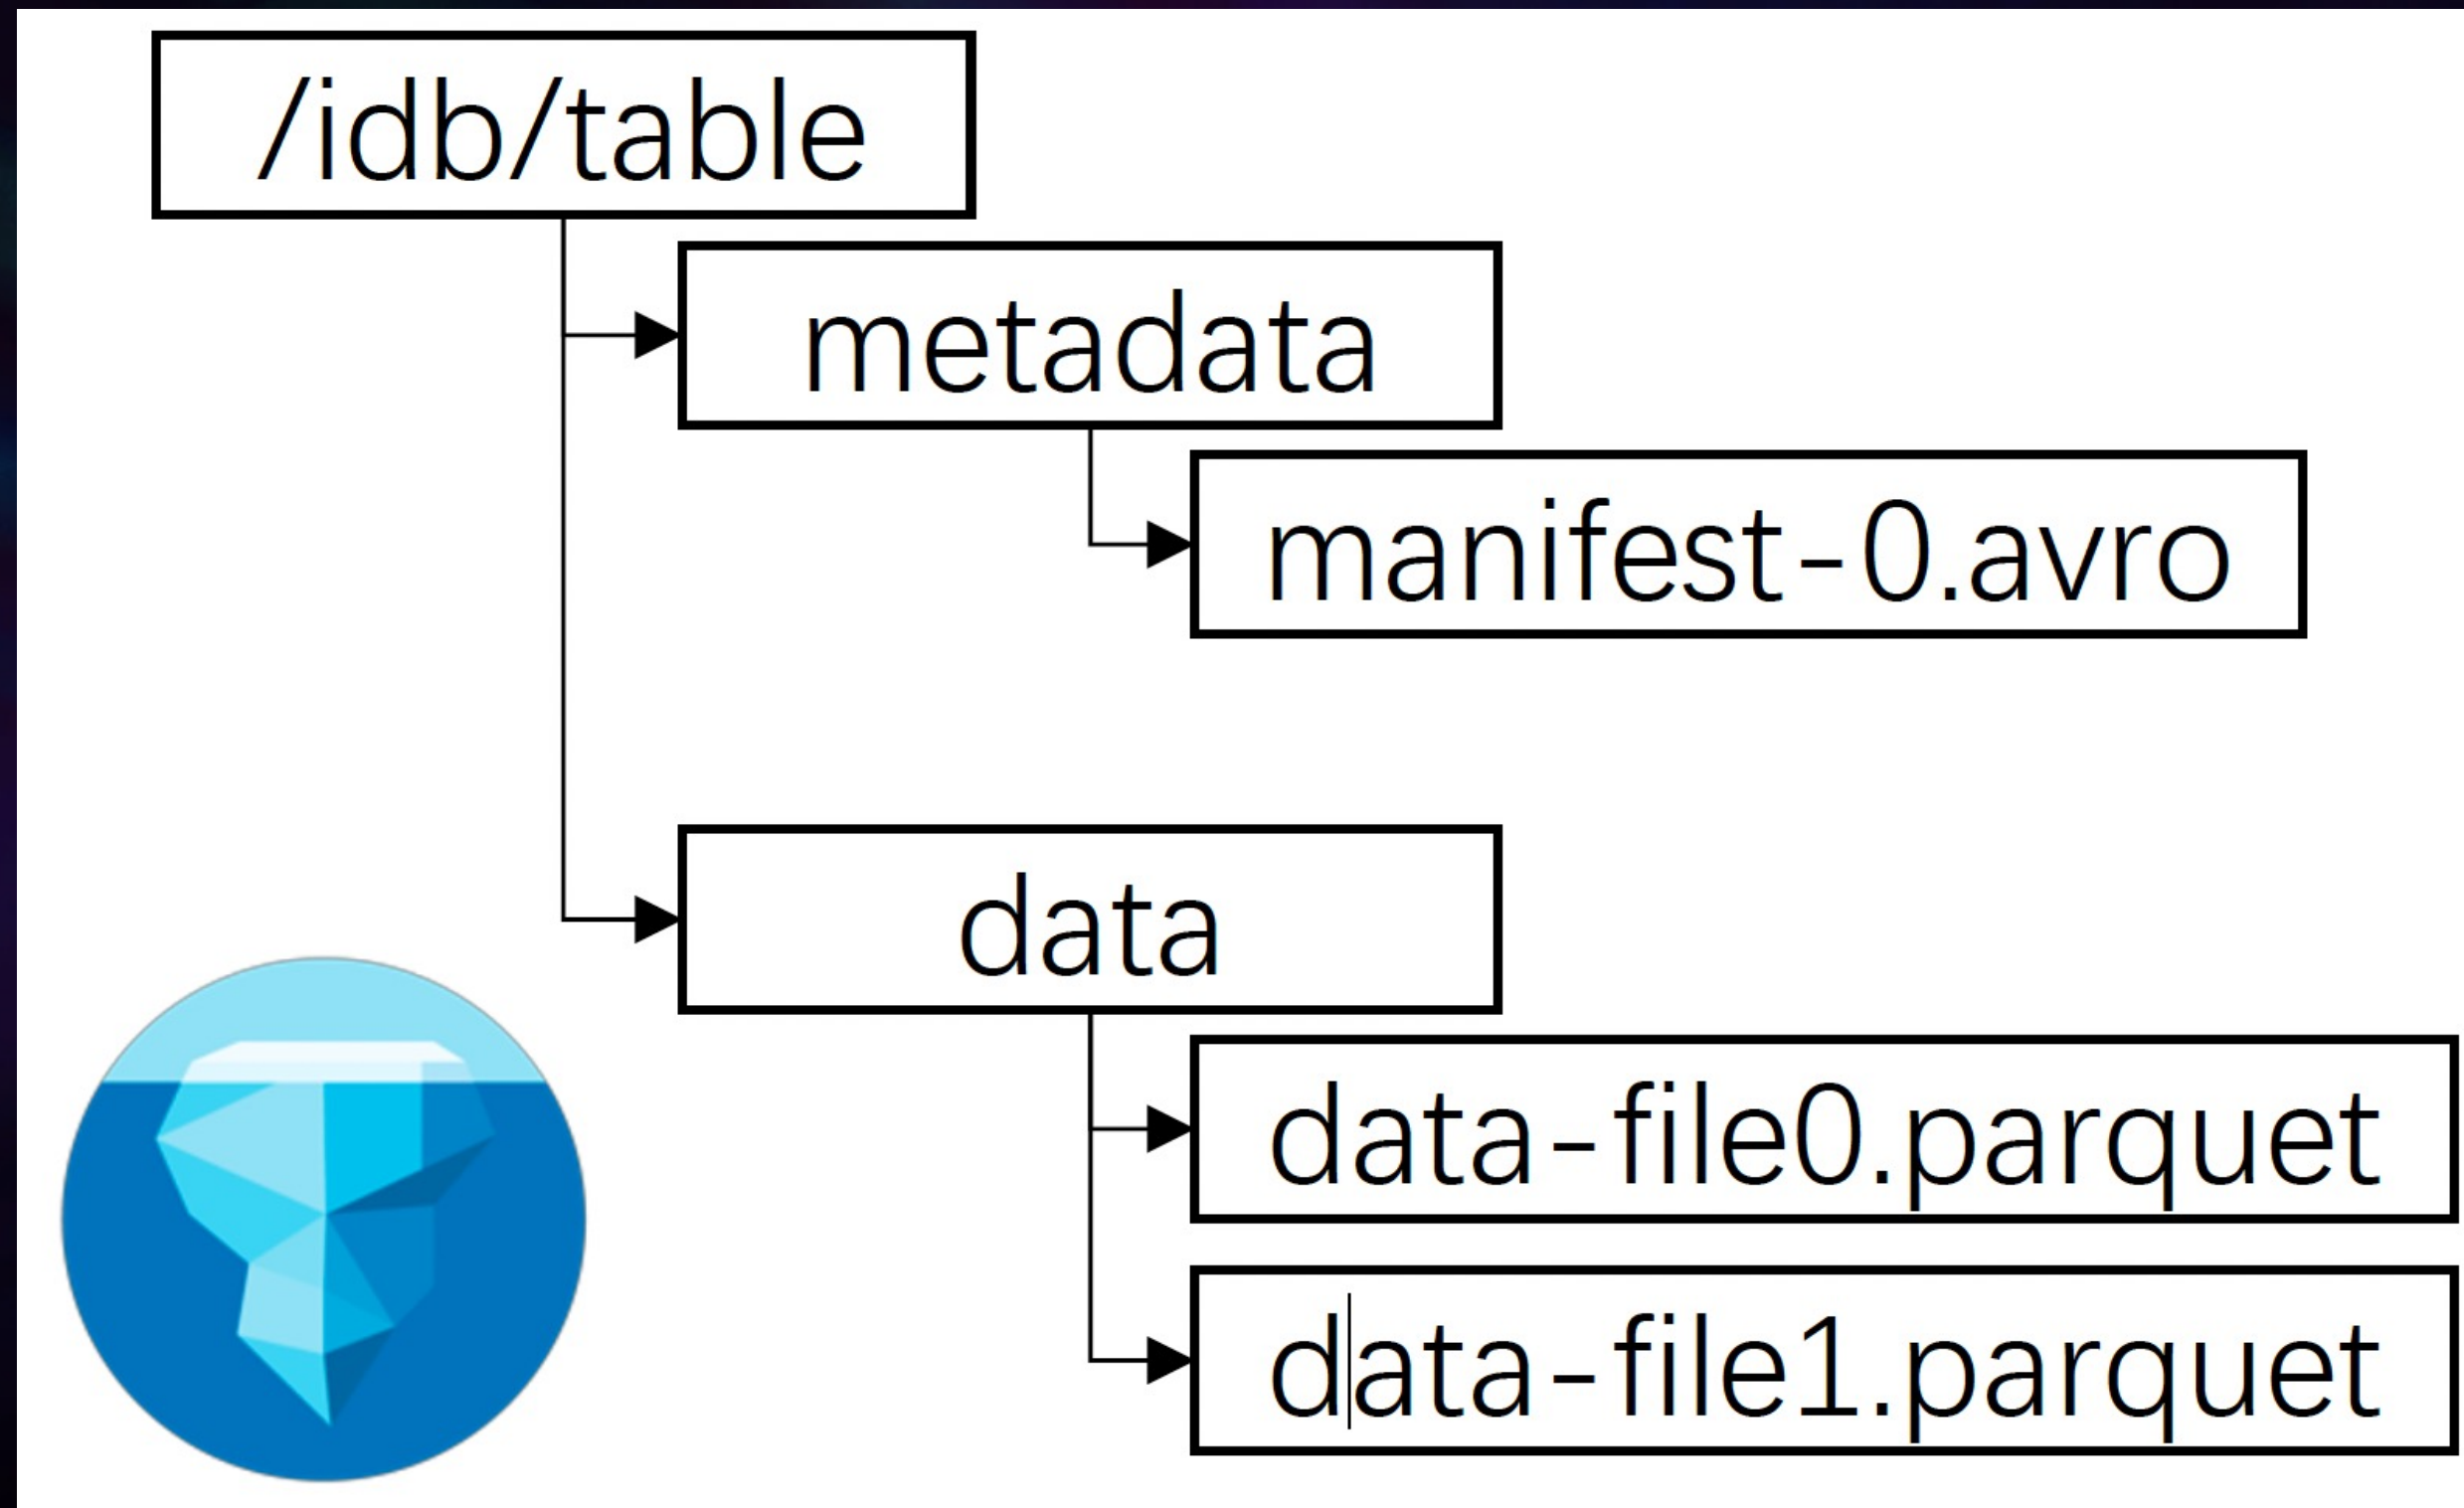 /idb/table
metadata
manifest-0.avro
data
data-file0.parquet
data-file1.parquet